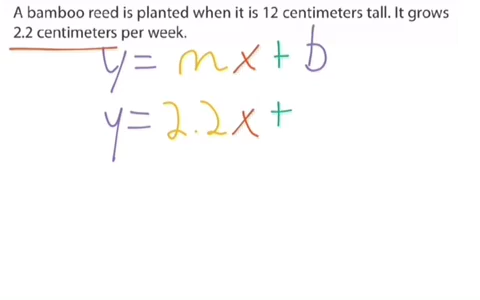 A bamboo reed is planted when it is 12 centimeters tall. It grows
2.2 centimeters per week.
y = mx + b
y = 2.2x +